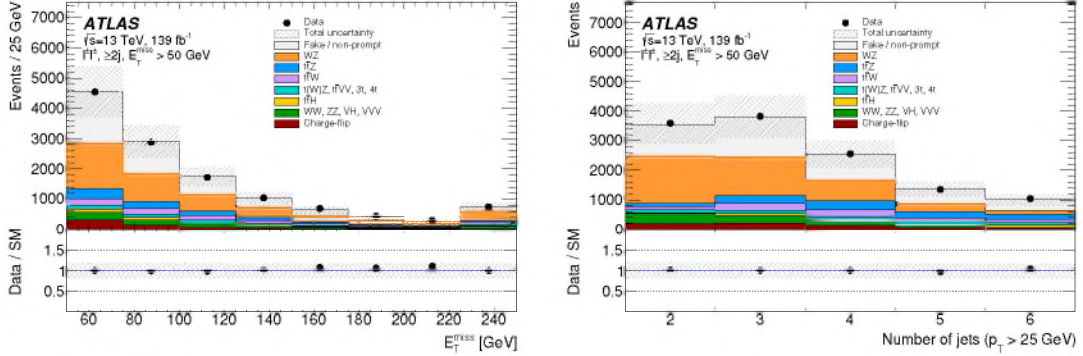 Events / 25 GeV
7000
6000
5000
4000
3000
2000
1000
0
ATLAS
√s=13 TeV, 139 fb⁻¹
l±l±, ≥2j, E_T^miss > 50 GeV
Data
Total uncertainty
Fake / non-prompt
WZ
tt̄Z
tt̄W
t(W)Z, tt̄VV, 3t, 4t
tt̄H
WW, ZZ, VH, VVV
Charge-flip
Data / SM
1.5
1
0.5
60 80 100 120 140 160 180 200 220 240
E_T^miss [GeV]
Events
7000
6000
5000
4000
3000
2000
1000
0
ATLAS
√s=13 TeV, 139 fb⁻¹
l±l±, ≥2j, E_T^miss > 50 GeV
Data
Total uncertainty
Fake / non-prompt
WZ
tt̄Z
tt̄W
t(W)Z, tt̄VV, 3t, 4t
tt̄H
WW, ZZ, VH, VVV
Charge-flip
Data / SM
1.5
1
0.5
2 3 4 5 6
Number of jets (p_T > 25 GeV)